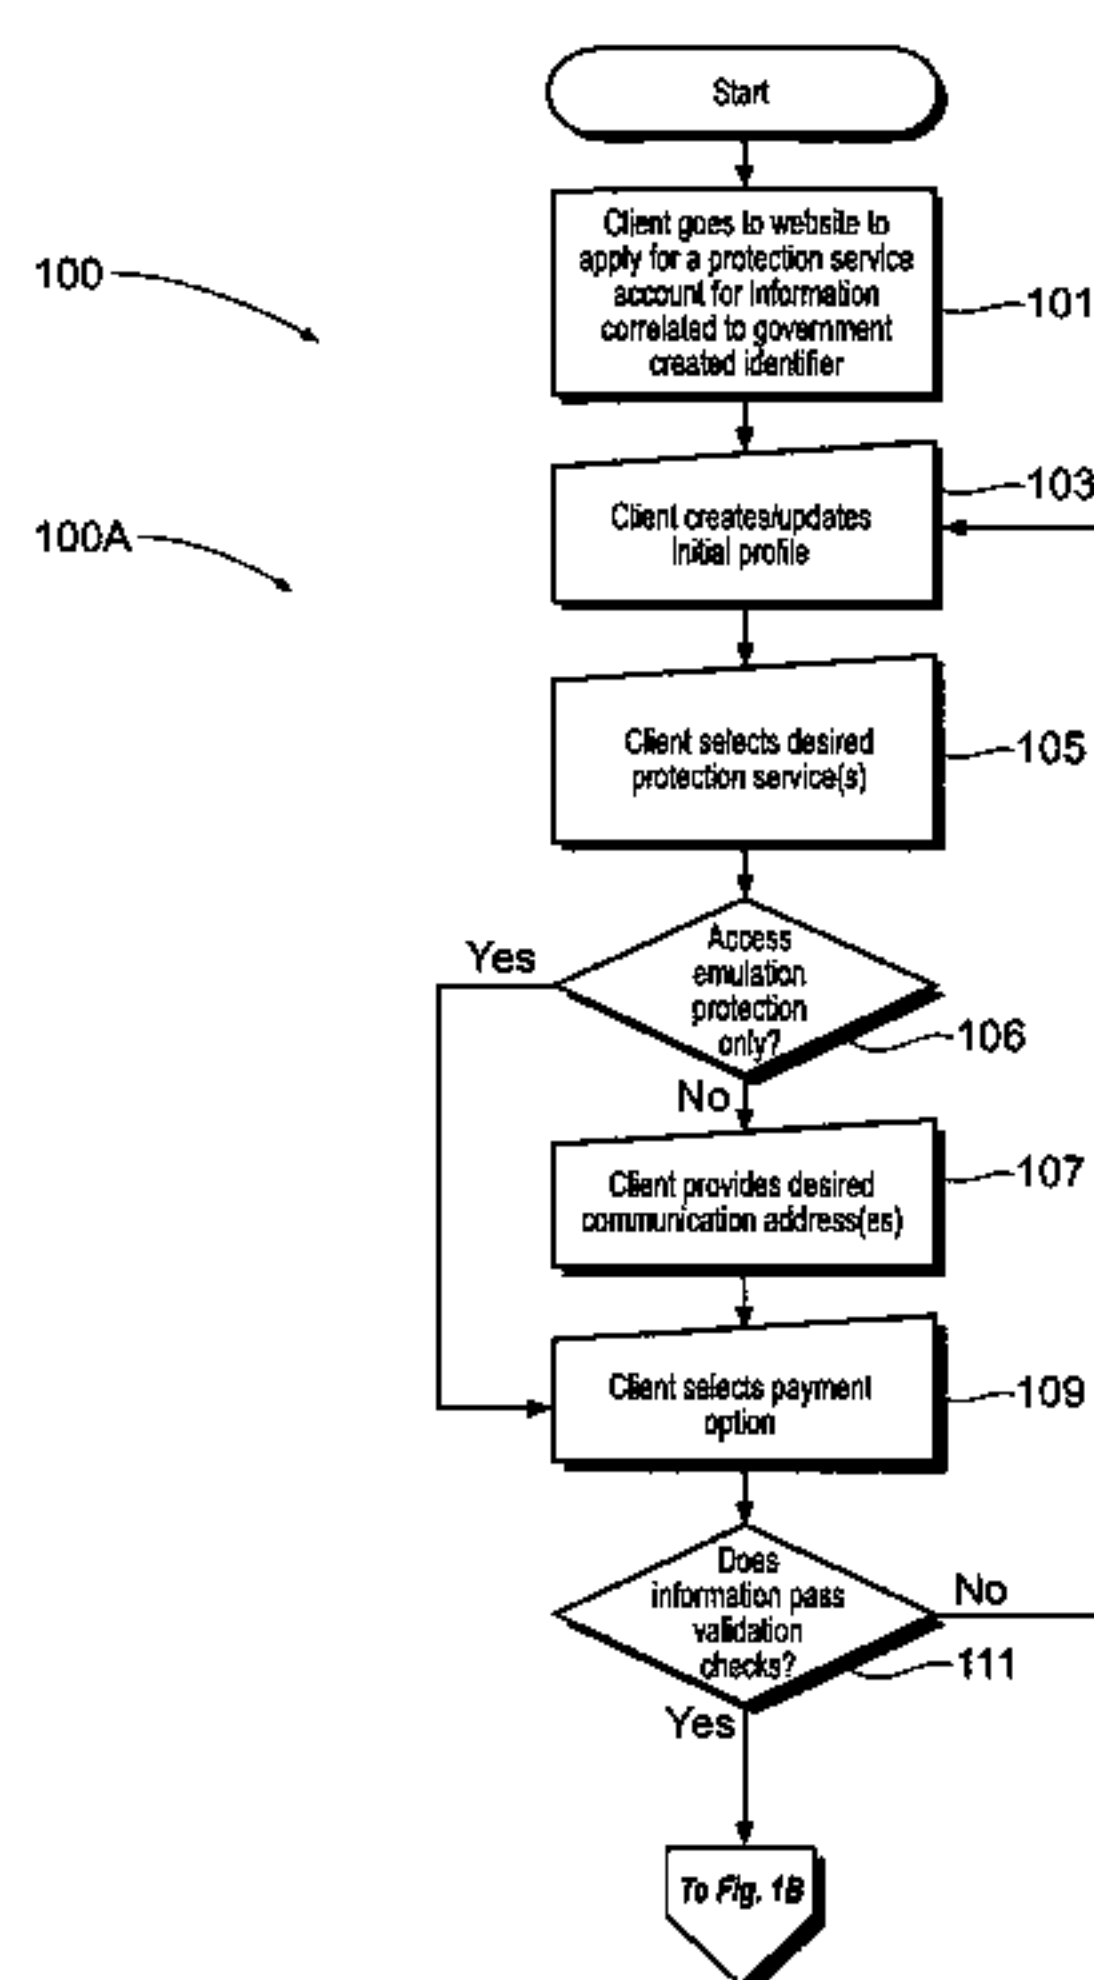 Start
100
Client goes to website to
apply for a protection service
account for Information
correlated to government
created identifier
101
103
Client creates/updates
Initial profile
100A
Client selects desired
protection service(s)
105
Yes
Access
emulation
protection
only?
106
No
Client provides desired
communication address(es)
107
Client selects payment
option
109
Does
information pass
validation
checks?
No
111
Yes
To Fig. 1B